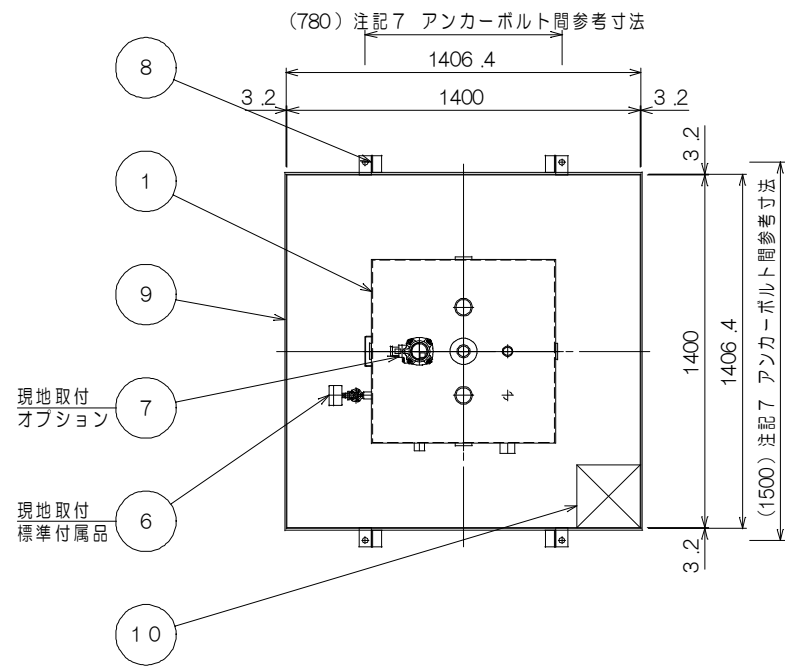 (780)注記7 アンカーボルト間参考寸法
1406.4
3.2
1400
3.2
8
1
9
現地取付
オプション
7
現地取付
標準付属品
6
10
3.2
1400
1406.4
(1500)注記7 アンカーボルト間参考寸法
3.2